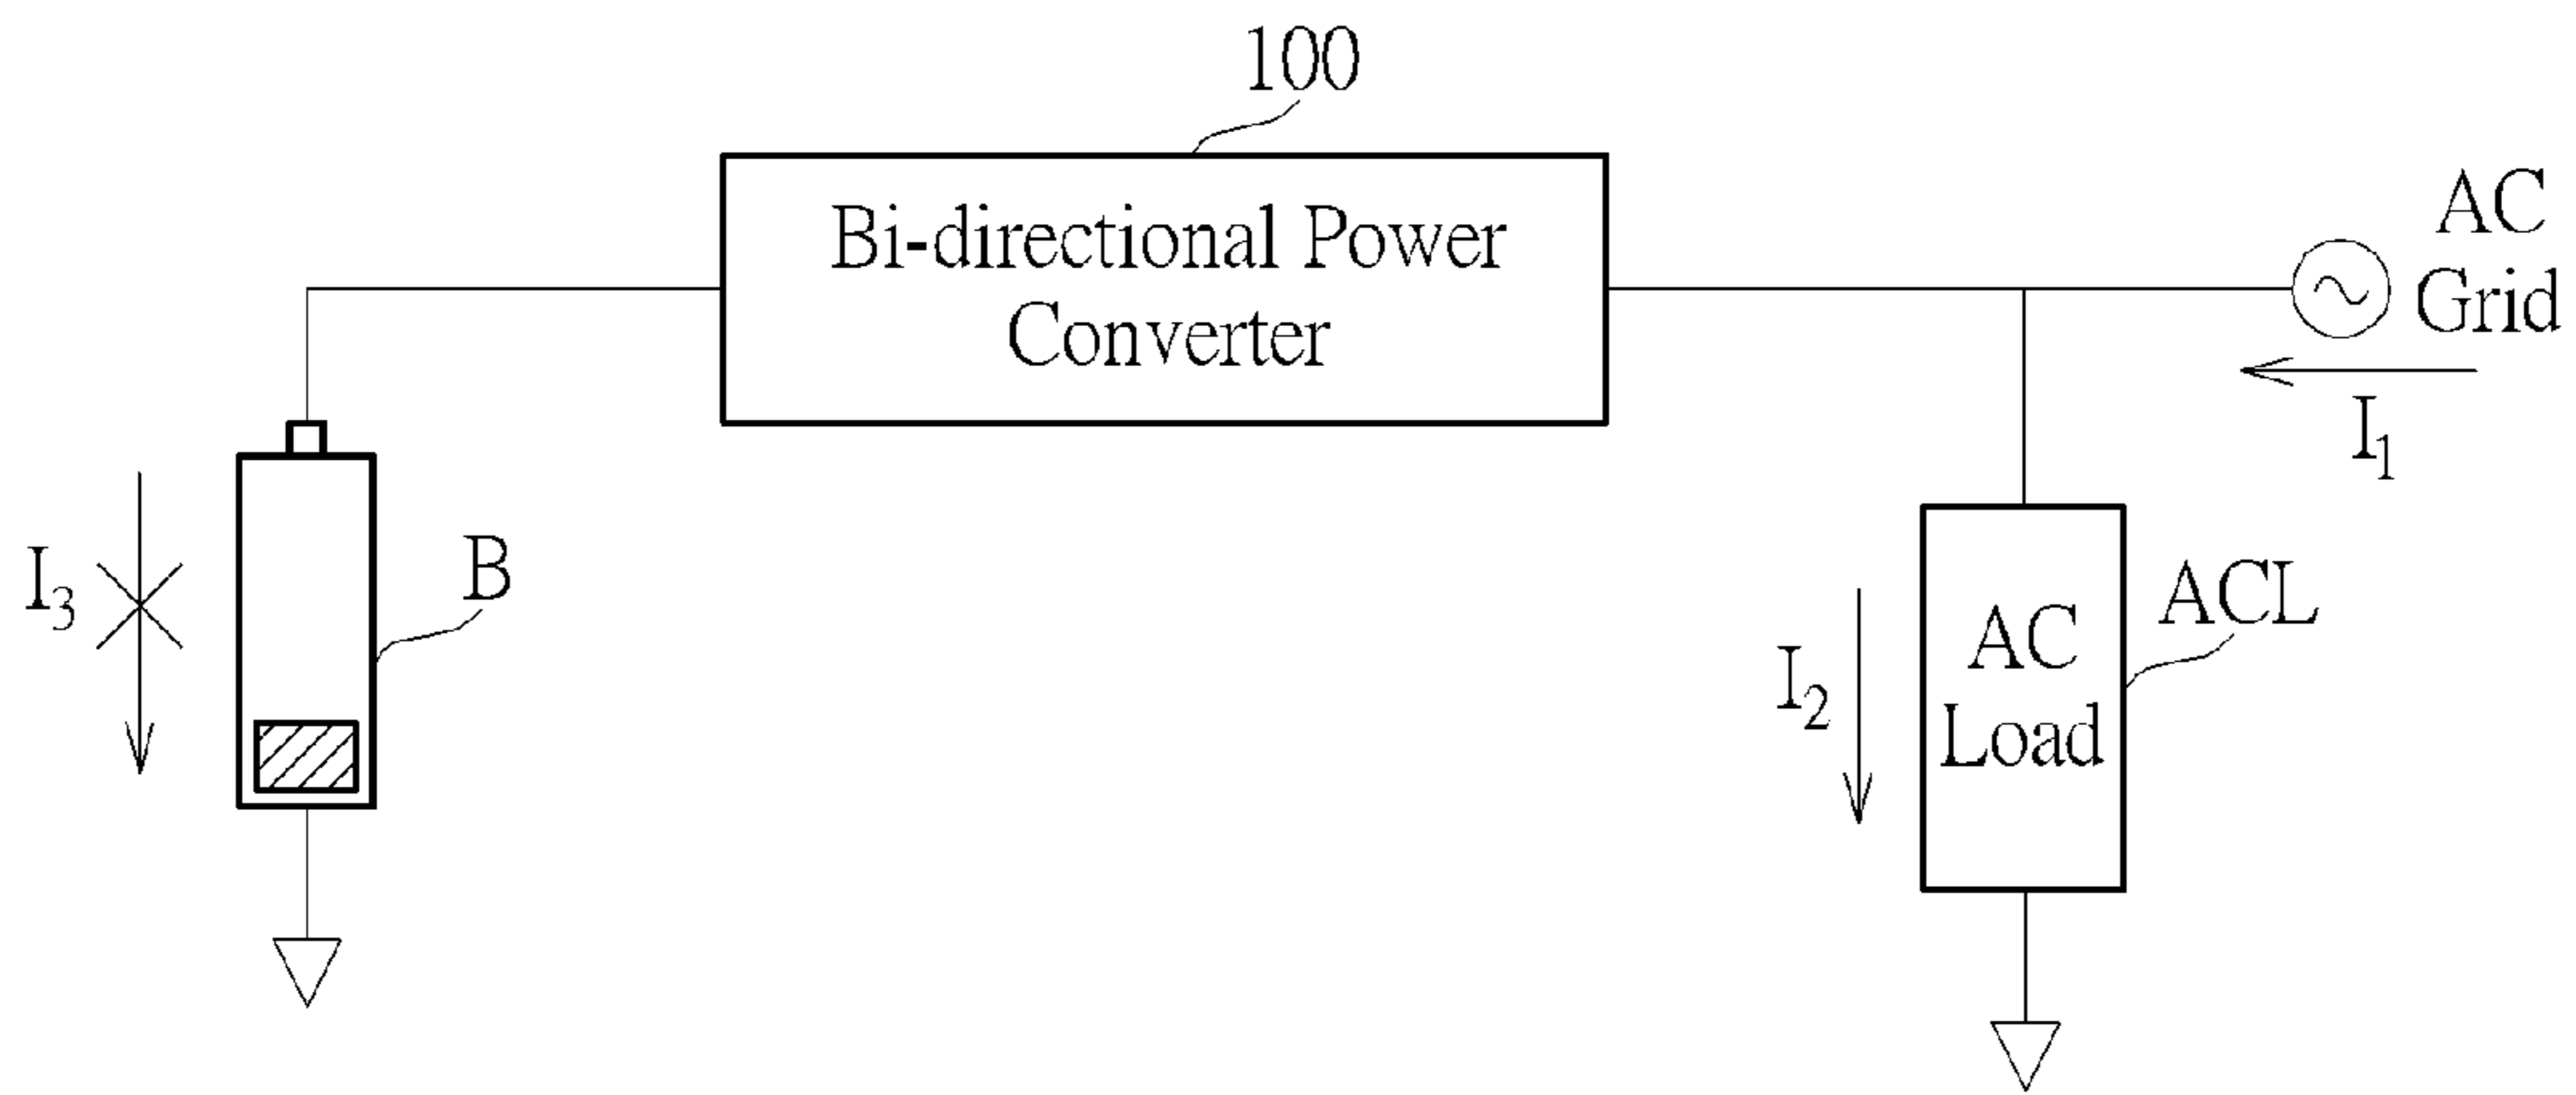 100
Bi-directional Power
Converter
AC
Grid
I₁
I₃
B
I₂
AC
Load
ACL